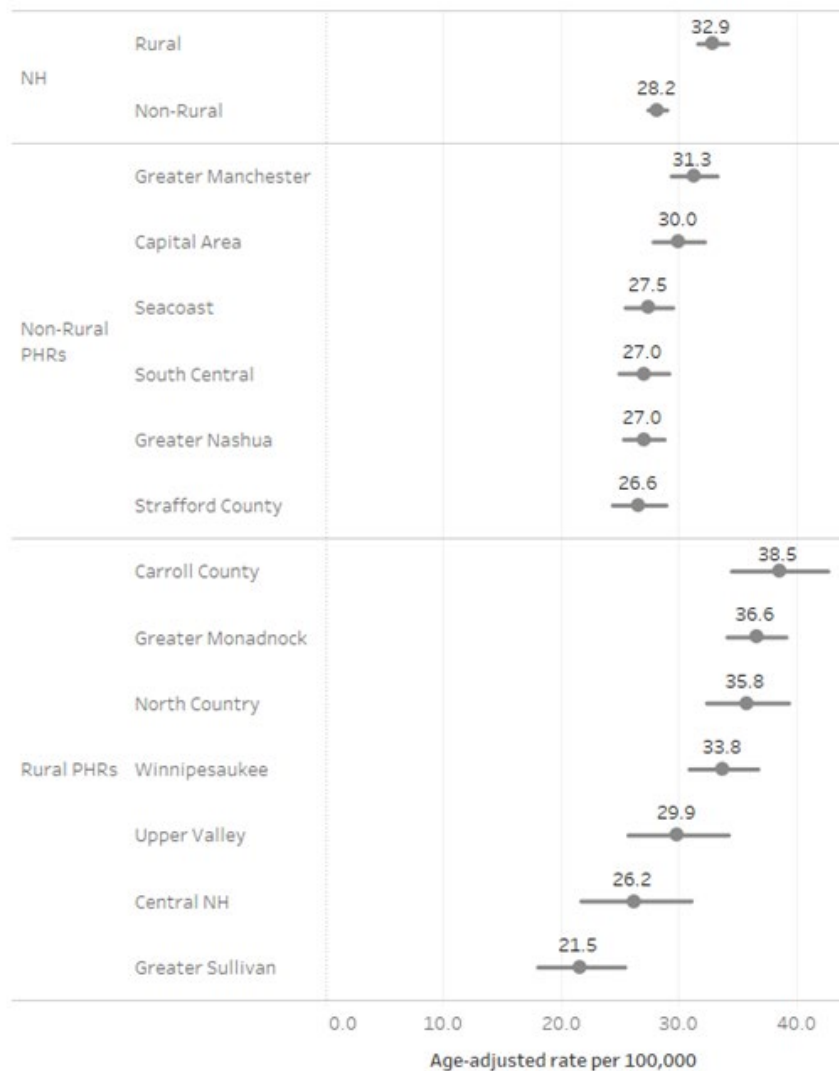 NH
Rural 32.9
Non-Rural 28.2
Non-Rural
PHRs
Greater Manchester 31.3
Capital Area 30.0
Seacoast 27.5
South Central 27.0
Greater Nashua 27.0
Strafford County 26.6
Rural PHRs
Carroll County 38.5
Greater Monadnock 36.6
North Country 35.8
Winnipesaukee 33.8
Upper Valley 29.9
Central NH 26.2
Greater Sullivan 21.5
0.0 10.0 20.0 30.0 40.0
Age-adjusted rate per 100,000